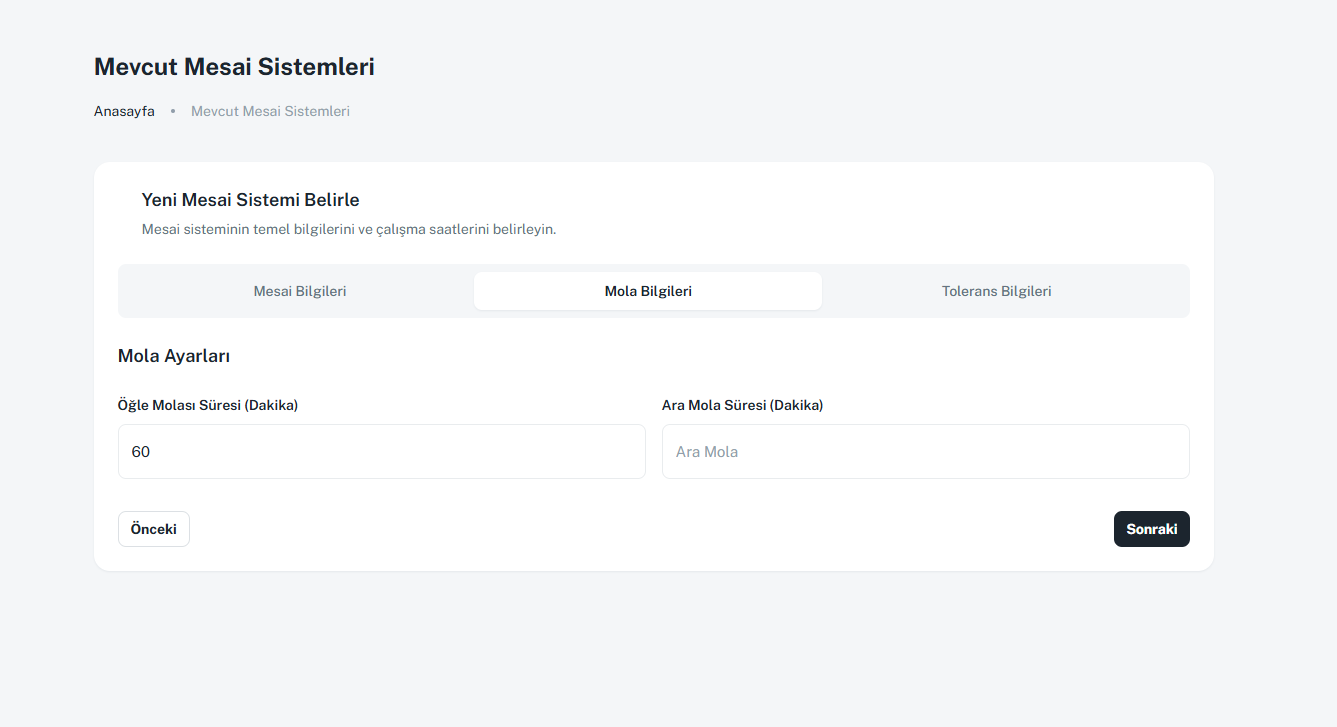 Mevcut Mesai Sistemleri
Anasayfa • Mevcut Mesai Sistemleri
Yeni Mesai Sistemi Belirle
Mesai sisteminin temel bilgilerini ve çalışma saatlerini belirleyin.
Mesai Bilgileri Mola Bilgileri Tolerans Bilgileri
Mola Ayarları
Öğle Molası Süresi (Dakika) Ara Mola Süresi (Dakika)
60 Ara Mola
Önceki Sonraki